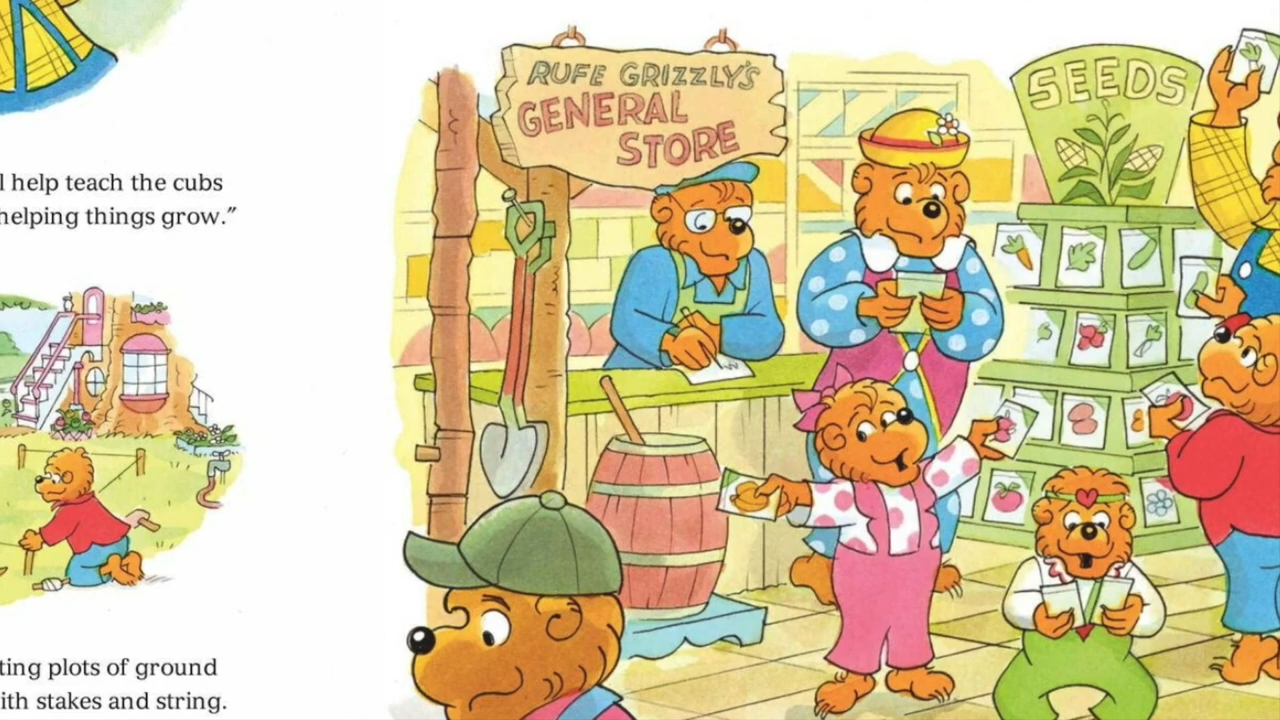 l help teach the cubs
helping things grow.”
ting plots of ground
ith stakes and string.
RUFE GRIZZLY'S
GENERAL
STORE
SEEDS